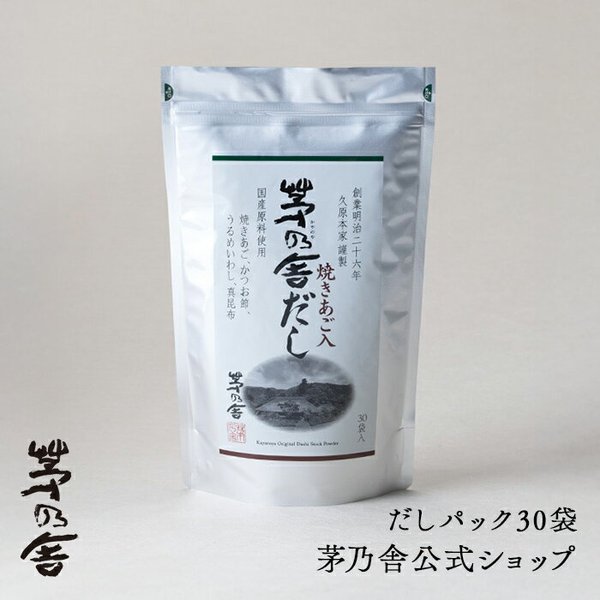 創業明治二十六年
久原本家 謹製
焼きあご入
茅乃舎だし
かやのや
国産原料使用
焼きあご、かつお節、
うるめいわし、真昆布
茅乃舎
30袋入
Kayanoya Original Dashi Stock Powder
茅乃舎
だしパック30袋
茅乃舎公式ショップ